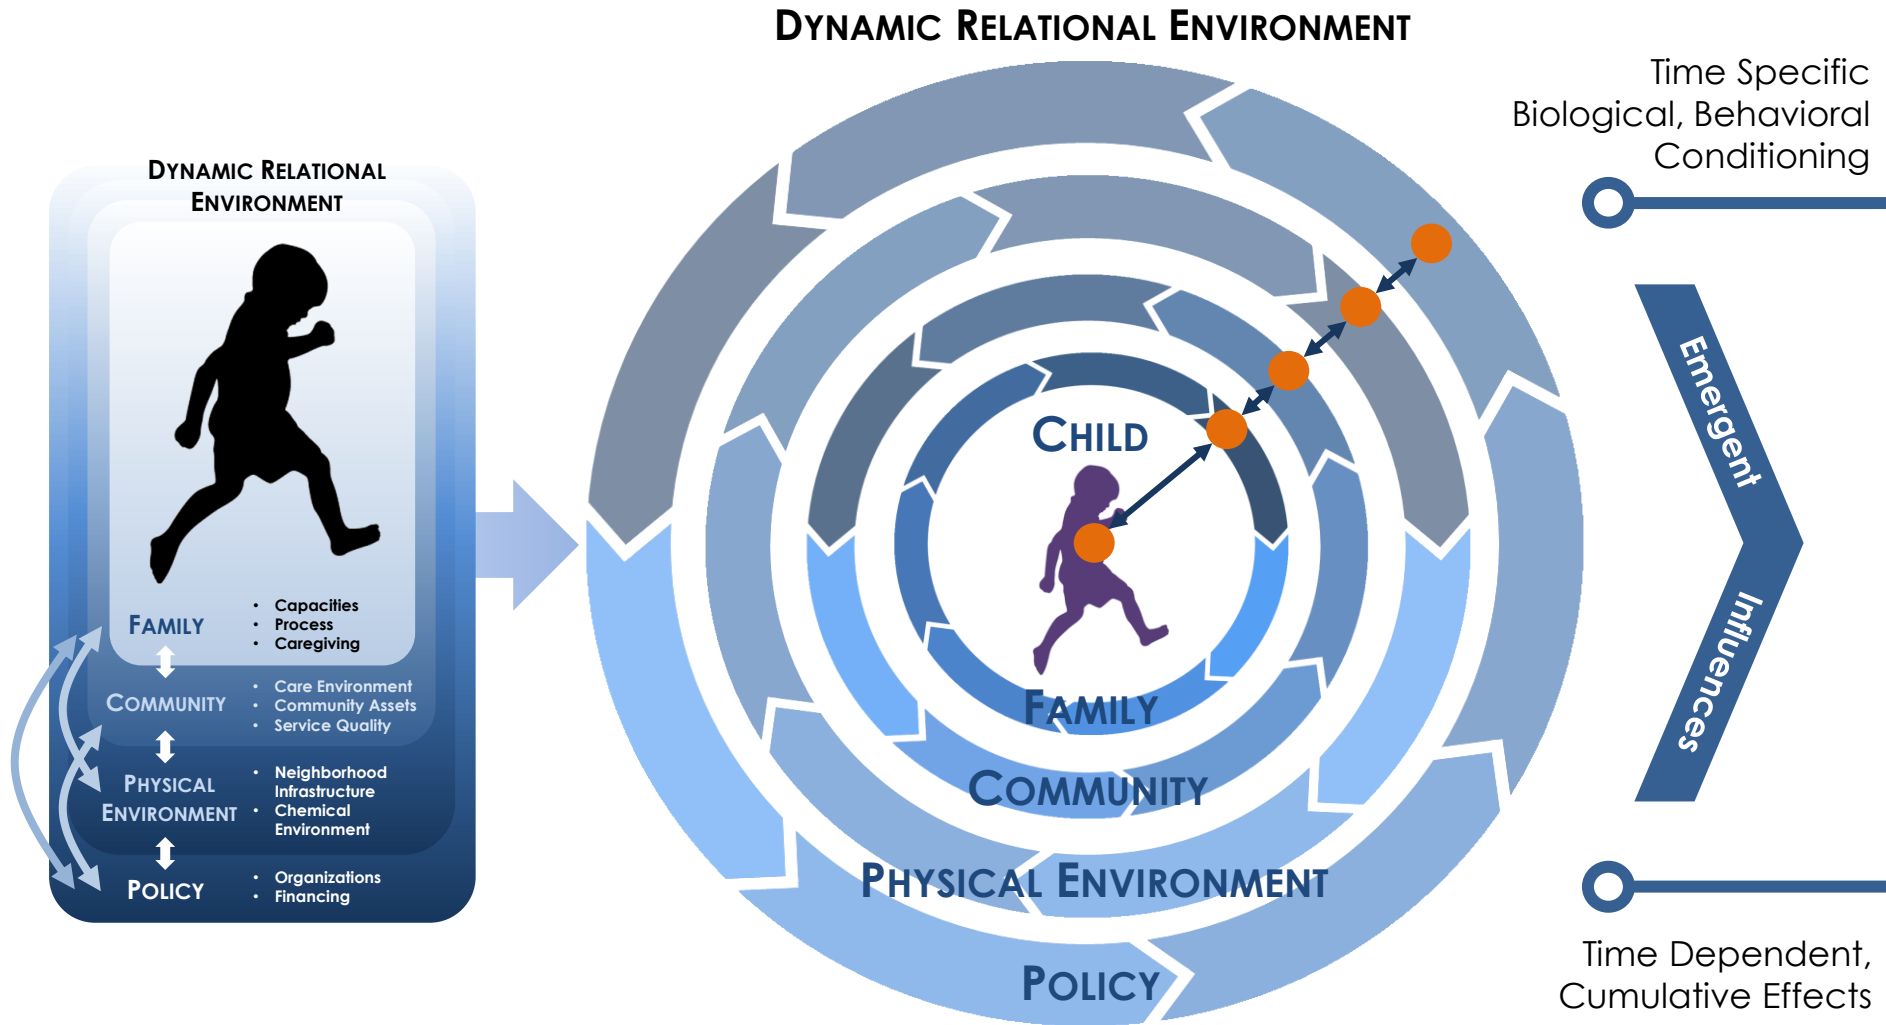 DYNAMIC RELATIONAL
ENVIRONMENT
FAMILY
• Capacities
• Process
• Caregiving
COMMUNITY
• Care Environment
• Community Assets
• Service Quality
PHYSICAL
ENVIRONMENT
• Neighborhood
Infrastructure
• Chemical
Environment
POLICY
• Organizations
• Financing
DYNAMIC RELATIONAL ENVIRONMENT
CHILD
FAMILY
COMMUNITY
PHYSICAL ENVIRONMENT
POLICY
Time Specific
Biological, Behavioral
Conditioning
Emergent
Influences
Time Dependent,
Cumulative Effects